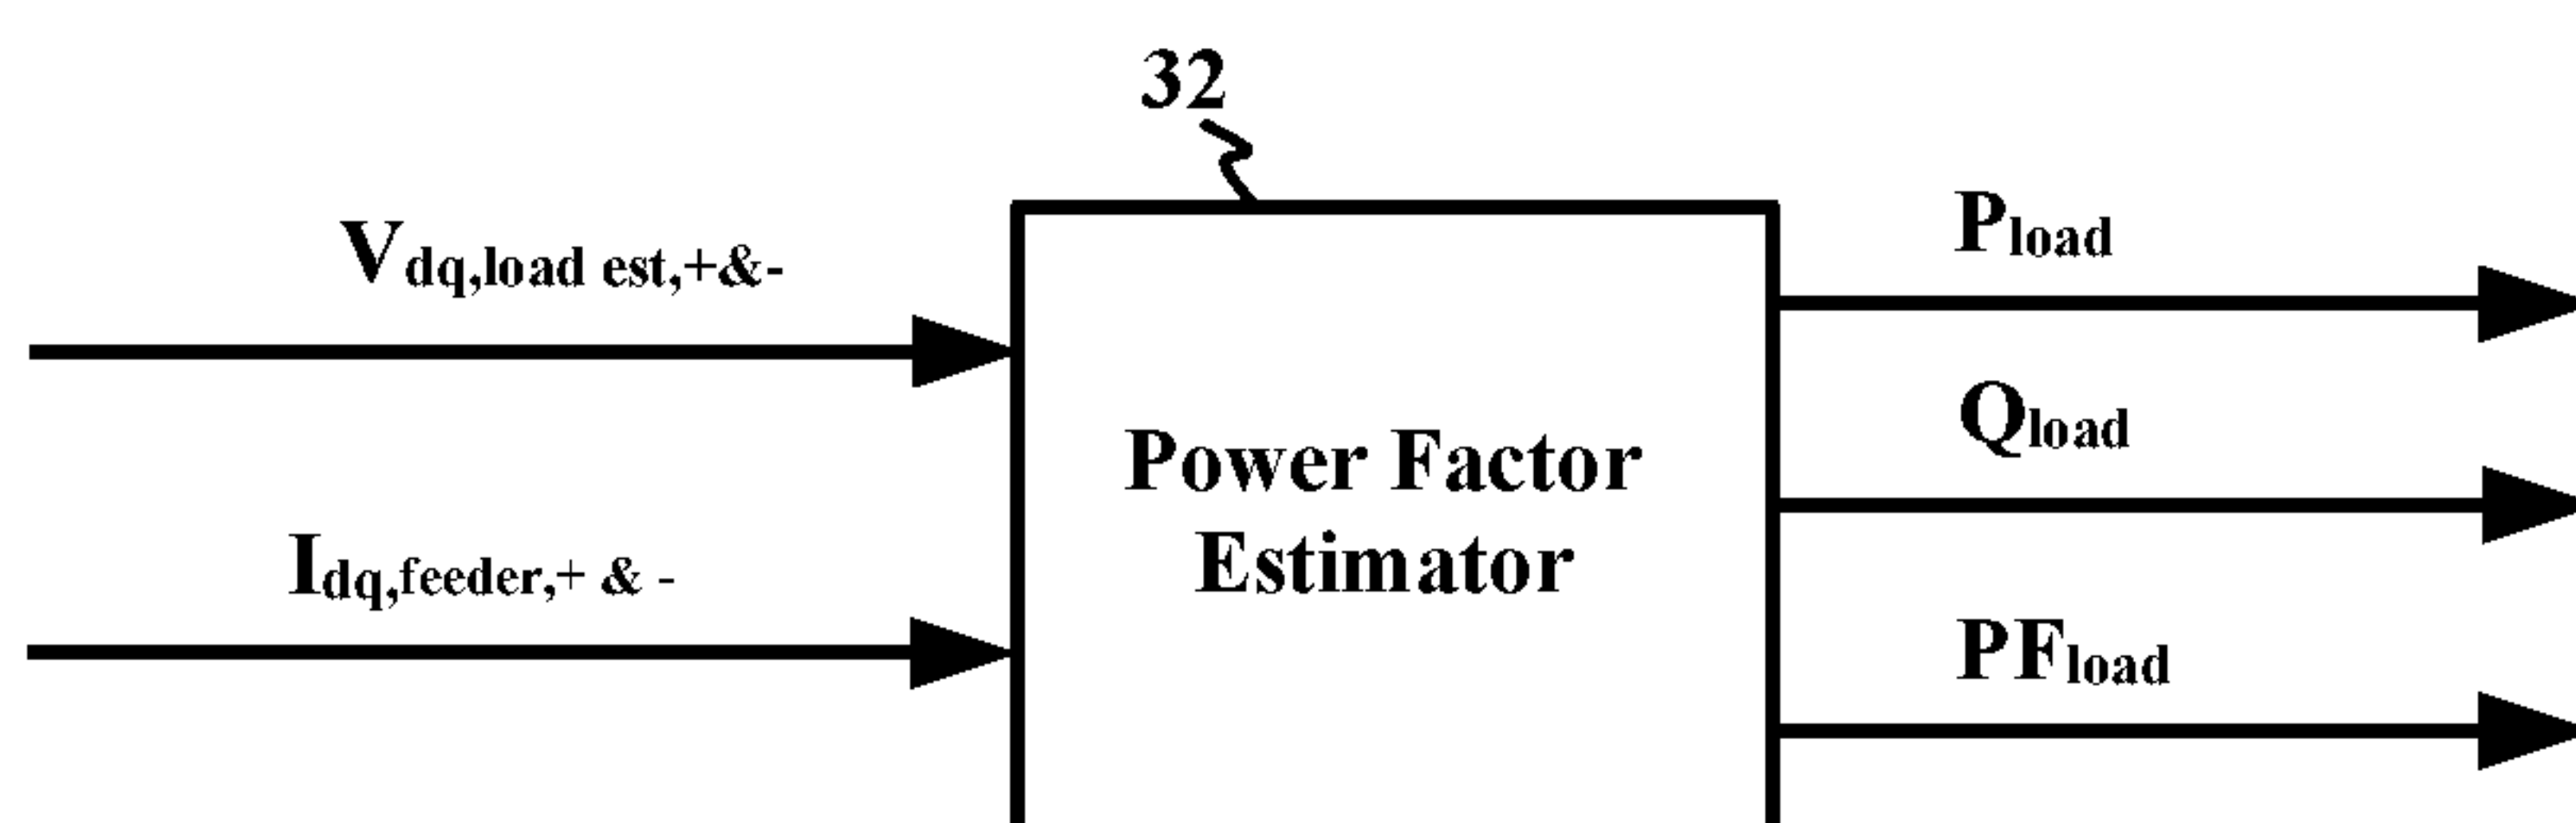 32
Vdq,load est,+&-
Pload
Qload
Power Factor
Estimator
Idq,feeder,+ & -
PFload